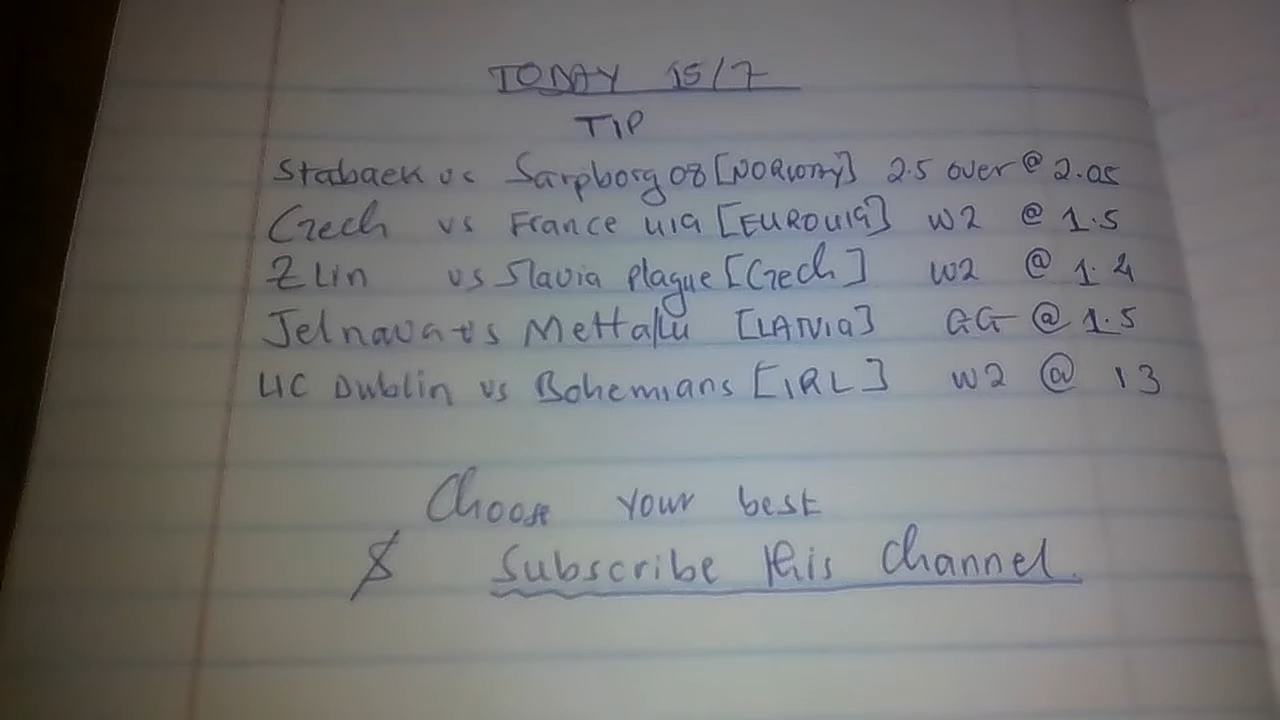 TODAY 15/7
TIP
Stabaek vs Sarpborg 08 [NORWAY] 2.5 over @ 2.05
Czech vs France u19 [EUROU19] W2 @ 1.5
Zlin vs Slavia Plague [Czech] W2 @ 1.4
Jelnava vs Mettalu [LATVIA] GG @ 1.5
UC Dublin vs Bohemians [IRL] W2 @ 13
Choose your best
$ Subscribe this channel.